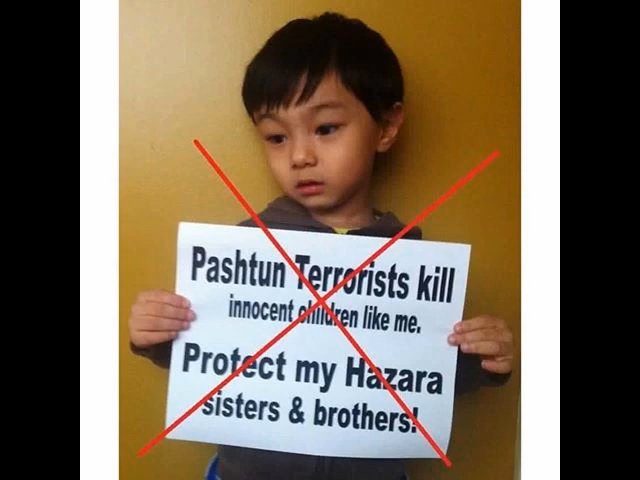 Pashtun Terrorists kill
innocent children like me.
Protect my Hazara
sisters & brothers!